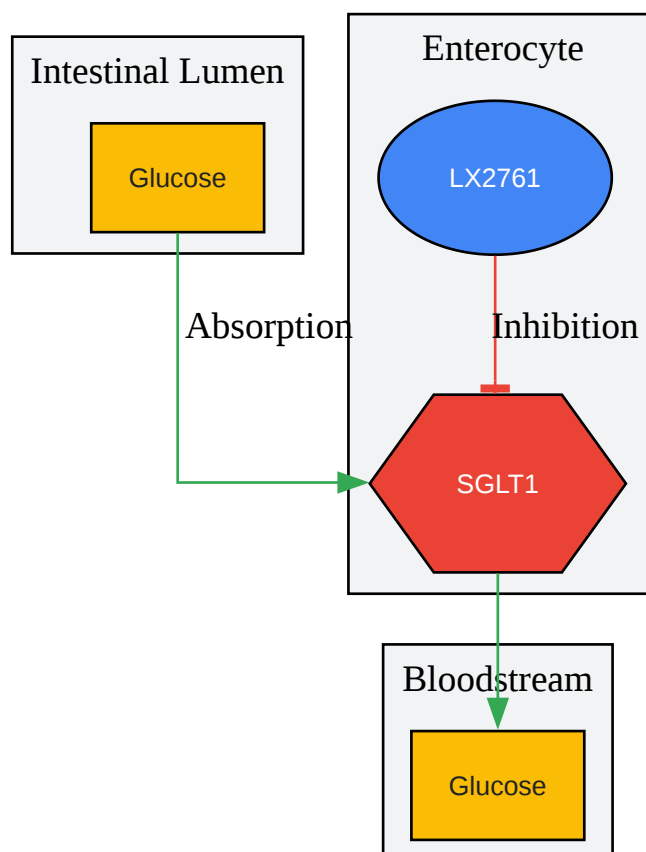 Intestinal Lumen
Glucose
Enterocyte
LX2761
Absorption
Inhibition
SGLT1
Bloodstream
Glucose